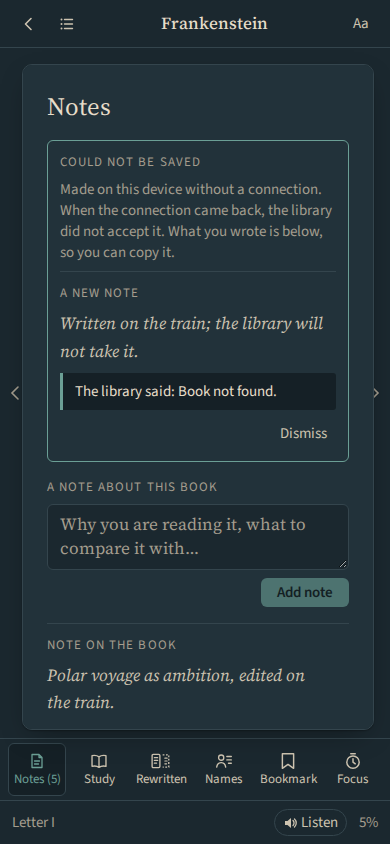 Frankenstein
Aa
Notes
COULD NOT BE SAVED
Made on this device without a connection.
When the connection came back, the library
did not accept it. What you wrote is below,
so you can copy it.
A NEW NOTE
Written on the train; the library will
not take it.
The library said: Book not found.
Dismiss
A NOTE ABOUT THIS BOOK
Why you are reading it, what to
compare it with...
Add note
NOTE ON THE BOOK
Polar voyage as ambition, edited on
the train.
Notes (5)
Study
Rewritten
Names
Bookmark
Focus
Letter I
Listen
5%